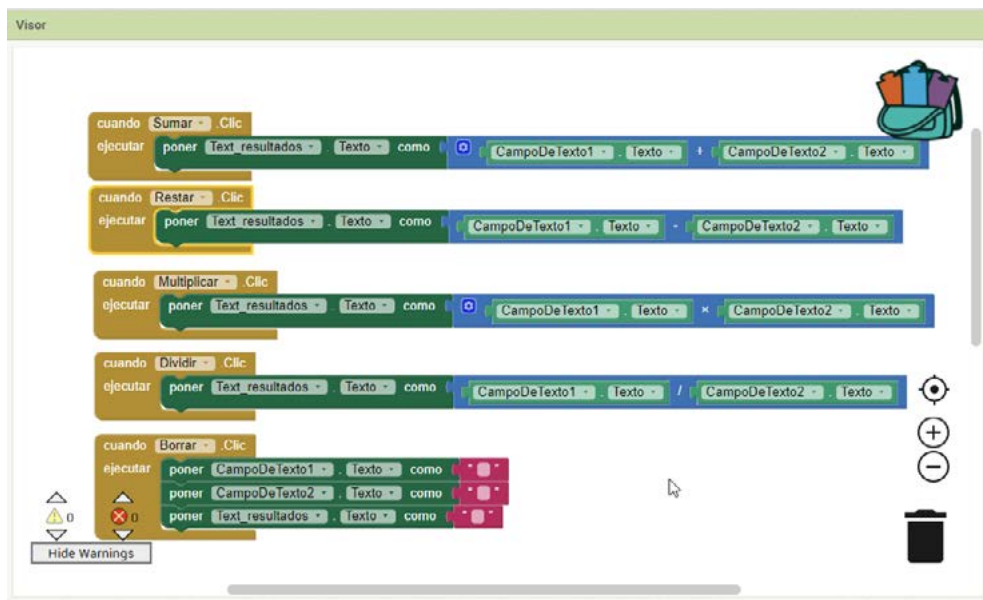 Visor
cuando Sumar .Clic
ejecutar poner Text_resultados . Texto como CampoDeTexto1 . Texto + CampoDeTexto2 . Texto
cuando Restar .Clic
ejecutar poner Text_resultados . Texto como CampoDeTexto1 . Texto - CampoDeTexto2 . Texto
cuando Multiplicar .Clic
ejecutar poner Text_resultados . Texto como CampoDeTexto1 . Texto × CampoDeTexto2 . Texto
cuando Dividir .Clic
ejecutar poner Text_resultados . Texto como CampoDeTexto1 . Texto / CampoDeTexto2 . Texto
cuando Borrar .Clic
ejecutar poner CampoDeTexto1 . Texto como " "
poner CampoDeTexto2 . Texto como " "
poner Text_resultados . Texto como " "
0 0
Hide Warnings